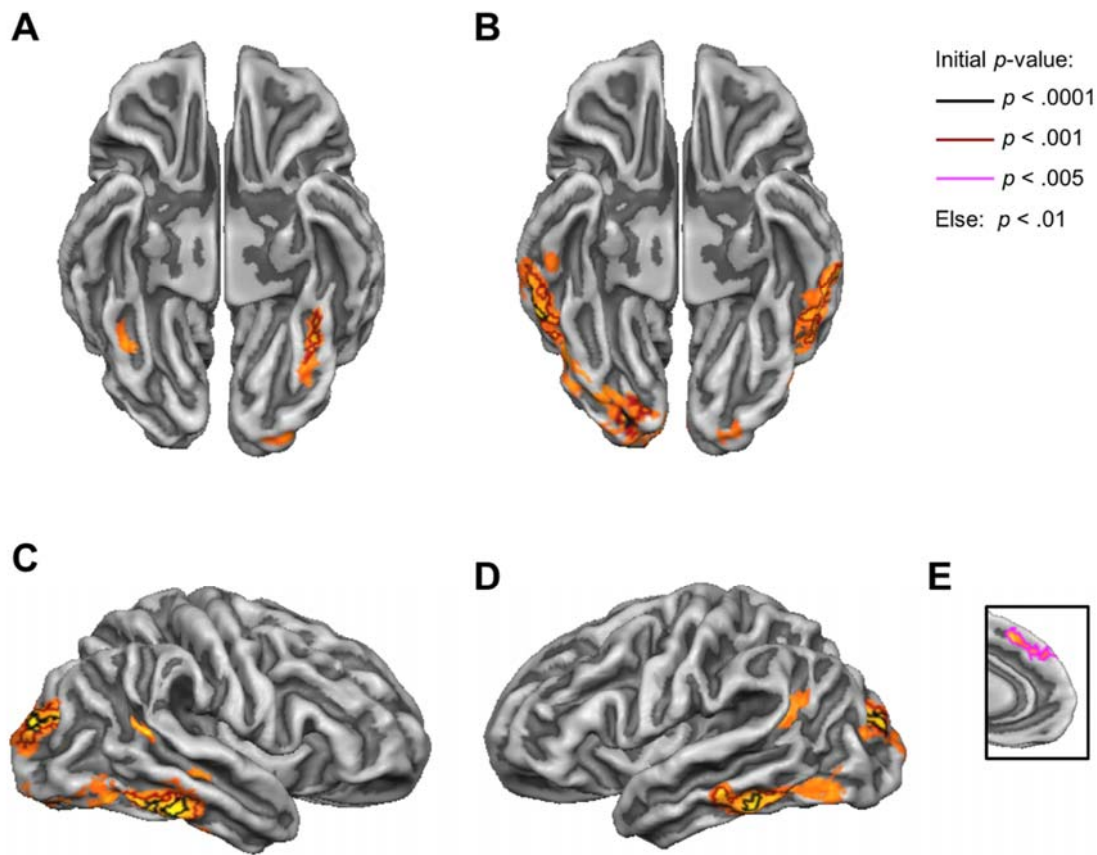 A
B
Initial p-value:
p < .0001
p < .001
p < .005
Else: p < .01
C
D
E